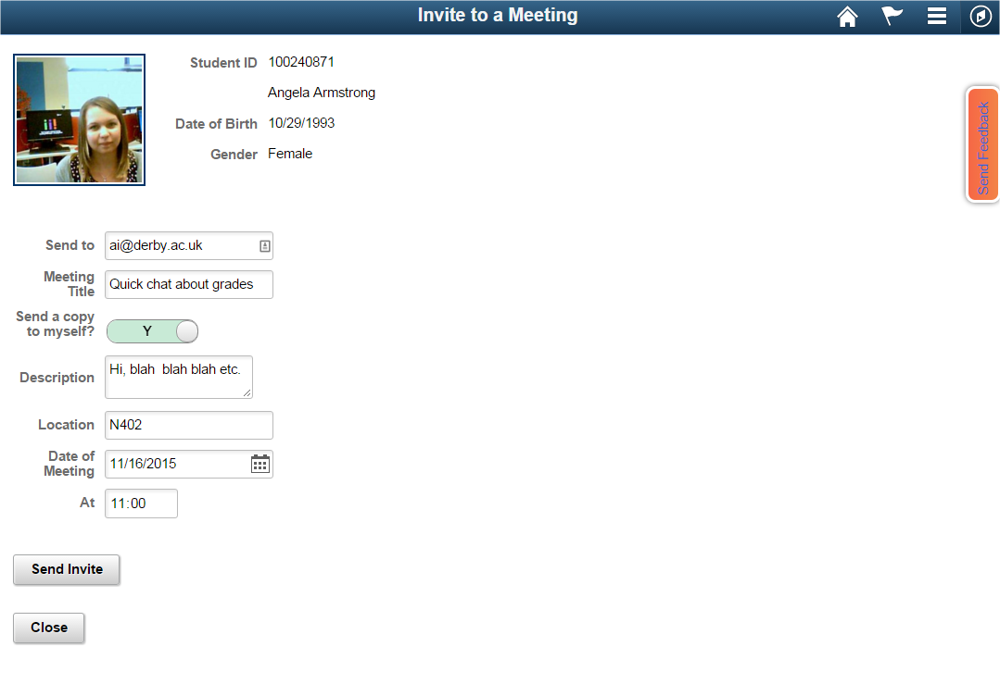 Invite to a Meeting
Student ID 100240871
Angela Armstrong
Date of Birth 10/29/1993
Gender Female
Send Feedback
Send to ai@derby.ac.uk
Meeting
Title
Quick chat about grades
Send a copy
to myself?
Y
Description Hi, blah  blah blah etc.
Location N402
Date of
Meeting
11/16/2015
At 11:00
Send Invite
Close